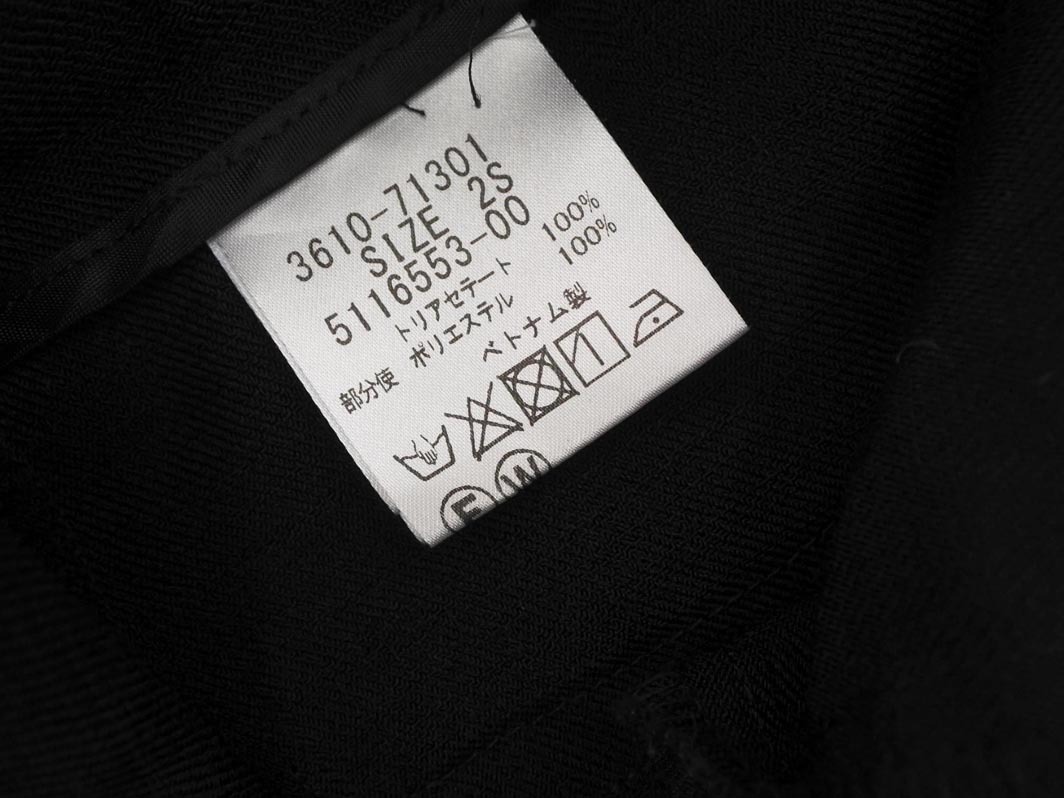 3610-71301
SIZE 2S
5116553-00
トリアセテート 100%
部分使 ポリエステル 100%
ベトナム製
F W